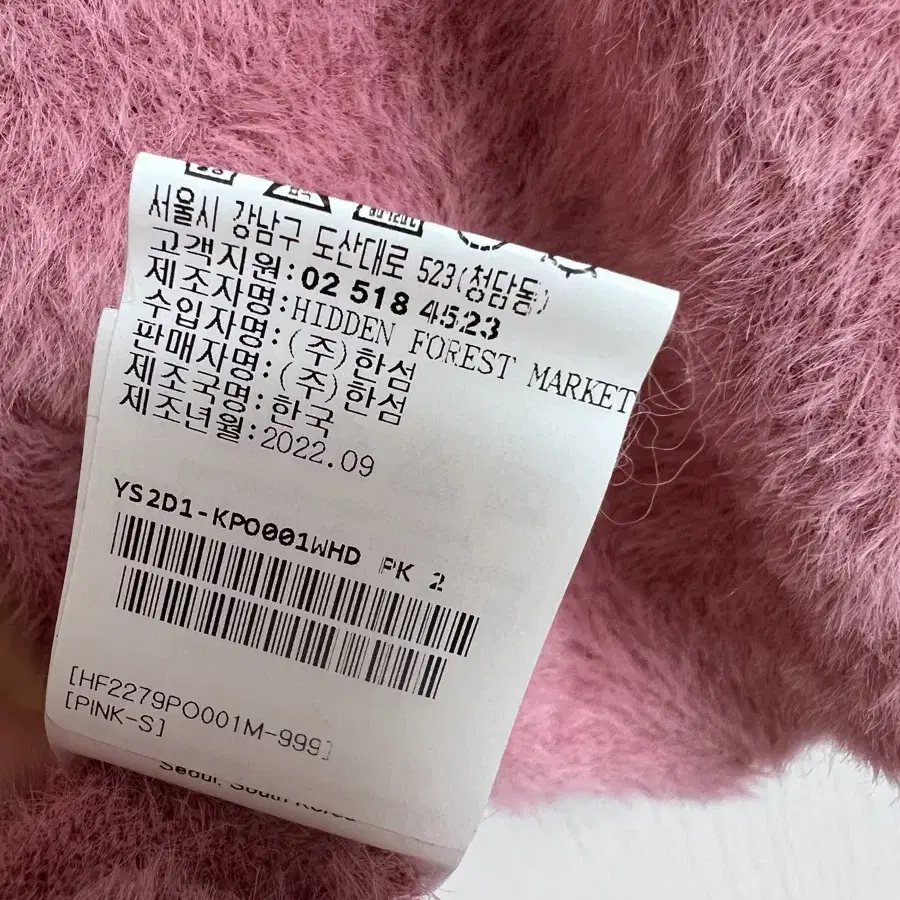 서울시 강남구 도산대로 523(청담동)
고객지원:02 518 4523
제조자명:HIDDEN FOREST MARKET
수입자명:(주)한섬
판매자명:(주)한섬
제조국명:한국
제조년월:2022.09
YS2D1-KPO001WHD PK 2
[HF2279PO001M-999]
[PINK-S]
Seoul, South Korea